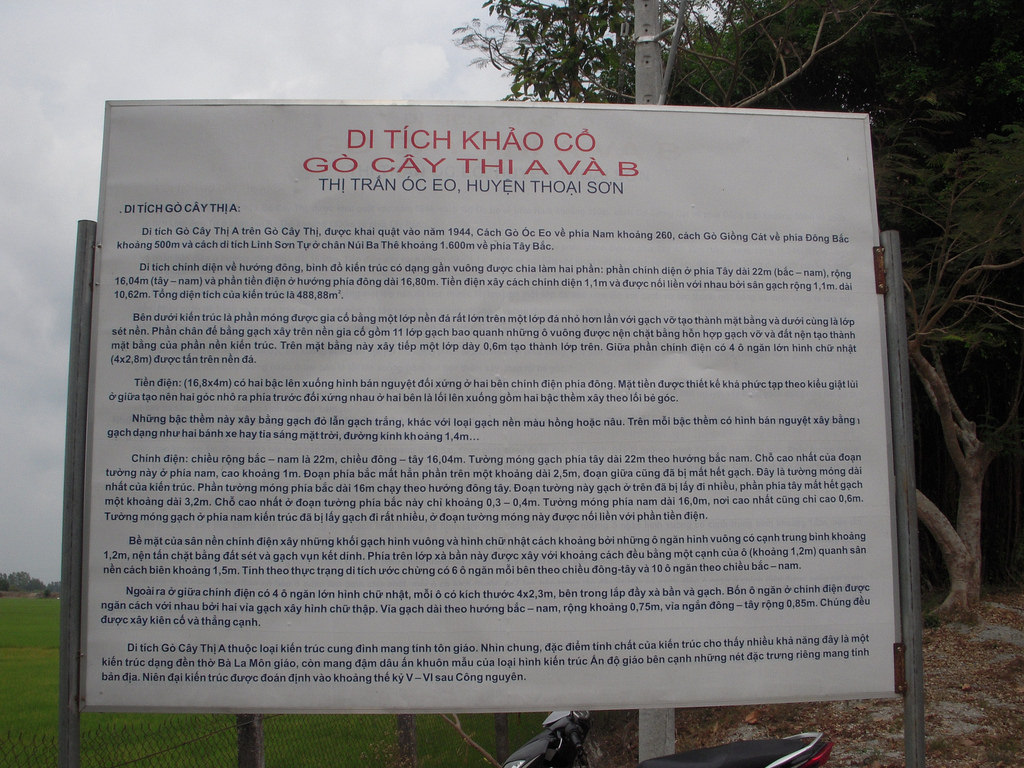 DI TÍCH KHẢO CỔ
GÒ CÂY THỊ A VÀ B
THỊ TRẤN ÓC EO, HUYỆN THOẠI SƠN
. DI TÍCH GÒ CÂY THỊ A:
Di tích Gò Cây Thị A trên Gò Cây Thị, được khai quật vào năm 1944, Cách Gò Óc Eo về phía Nam khoảng 260, cách Gò Giồng Cát về phía Đông Bắc
khoảng 500m và cách di tích Linh Sơn Tự ở chân Núi Ba Thê khoảng 1.600m về phía Tây Bắc.
Di tích chính diện về hướng đông, bình đồ kiến trúc có dạng gần vuông được chia làm hai phần: phần chính diện ở phía Tây dài 22m (bắc – nam), rộng
16,04m (tây – nam) và phần tiền điện ở hướng phía đông dài 16,80m. Tiền điện xây cách chính diện 1,1m và được nối liền với nhau bởi sân gạch rộng 1,1m. dài
10,62m. Tổng diện tích của kiến trúc là 488,88m².
Bên dưới kiến trúc là phần móng được gia cố bằng một lớp nền đá rất lớn trên một lớp đá nhỏ hơn lẫn với gạch vỡ tạo thành mặt bằng và dưới cùng là lớp
sét nền. Phần chân đế bằng gạch xây trên nền gia cố gồm 11 lớp gạch bao quanh những ô vuông được nện chặt bằng hỗn hợp gạch vỡ và đất nện tạo thành
mặt bằng của phần nền kiến trúc. Trên mặt bằng này xây tiếp một lớp dày 0,6m tạo thành lớp trên. Giữa phần chính điện có 4 ô ngăn lớn hình chữ nhật
(4x2,8m) được tấn trên nền đá.
Tiền điện: (16,8x4m) có hai bậc lên xuống hình bán nguyệt đối xứng ở hai bên chính điện phía đông. Mặt tiền được thiết kế khá phức tạp theo kiểu giật lùi
ở giữa tạo nên hai góc nhô ra phía trước đối xứng nhau ở hai bên là lối lên xuống gồm hai bậc thềm xây theo lối bẻ góc.
Những bậc thềm này xây bằng gạch đỏ lẫn gạch trắng, khác với loại gạch nền màu hồng hoặc nâu. Trên mỗi bậc thềm có hình bán nguyệt xây bằng
gạch dạng như hai bánh xe hay tia sáng mặt trời, đường kính khoảng 1,4m…
Chính điện: chiều rộng bắc – nam là 22m, chiều đông – tây 16,04m. Tường móng gạch phía tây dài 22m theo hướng bắc nam. Chỗ cao nhất của đoạn
tường này ở phía nam, cao khoảng 1m. Đoạn phía bắc mất hẳn phần trên một khoảng dài 2,5m, đoạn giữa cũng đã bị mất hết gạch. Đây là tường móng dài
nhất của kiến trúc. Phần tường móng phía bắc dài 16m chạy theo hướng đông tây. Đoạn tường này gạch ở trên đã bị lấy đi nhiều, phần phía tây mất hết gạch
một khoảng dài 3,2m. Chỗ cao nhất ở đoạn tường phía bắc này chỉ khoảng 0,3 – 0,4m. Tường móng phía nam dài 16,0m, nơi cao nhất cũng chỉ cao 0,6m.
Tường móng gạch ở phía nam kiến trúc đã bị lấy gạch đi rất nhiều, ở đoạn tường móng này được nối liền với phần tiền điện.
Bề mặt của sân nền chính điện xây những khối gạch hình vuông và hình chữ nhật cách khoảng bởi những ô ngăn hình vuông có cạnh trung bình khoảng
1,2m, nện tấn chặt bằng đất sét và gạch vụn kết dính. Phía trên lớp xà bần này được xây với khoảng cách đều bằng một cạnh của ô (khoảng 1,2m) quanh sân
nền cách biên khoảng 1,5m. Tính theo thực trạng di tích ước chừng có 6 ô ngăn mỗi bên theo chiều đông-tây và 10 ô ngăn theo chiều bắc – nam.
Ngoài ra ở giữa chính điện có 4 ô ngăn lớn hình chữ nhật, mỗi ô có kích thước 4x2,3m, bên trong lấp đầy xà bần và gạch. Bốn ô ngăn ở chính điện được
ngăn cách với nhau bởi hai vỉa gạch xây hình chữ thập. Vỉa gạch dài theo hướng bắc – nam, rộng khoảng 0,75m, vỉa ngắn đông – tây rộng 0,85m. Chúng đều
được xây kiên cố và thẳng cạnh.
Di tích Gò Cây Thị A thuộc loại kiến trúc cung đình mang tính tôn giáo. Nhìn chung, đặc điểm tính chất của kiến trúc cho thấy nhiều khả năng đây là một
kiến trúc dạng đền thờ Bà La Môn giáo, còn mang đậm dấu ấn khuôn mẫu của loại hình kiến trúc Ấn độ giáo bên cạnh những nét đặc trưng riêng mang tính
bản địa. Niên đại kiến trúc được đoán định vào khoảng thế kỷ V – VI sau Công nguyên.